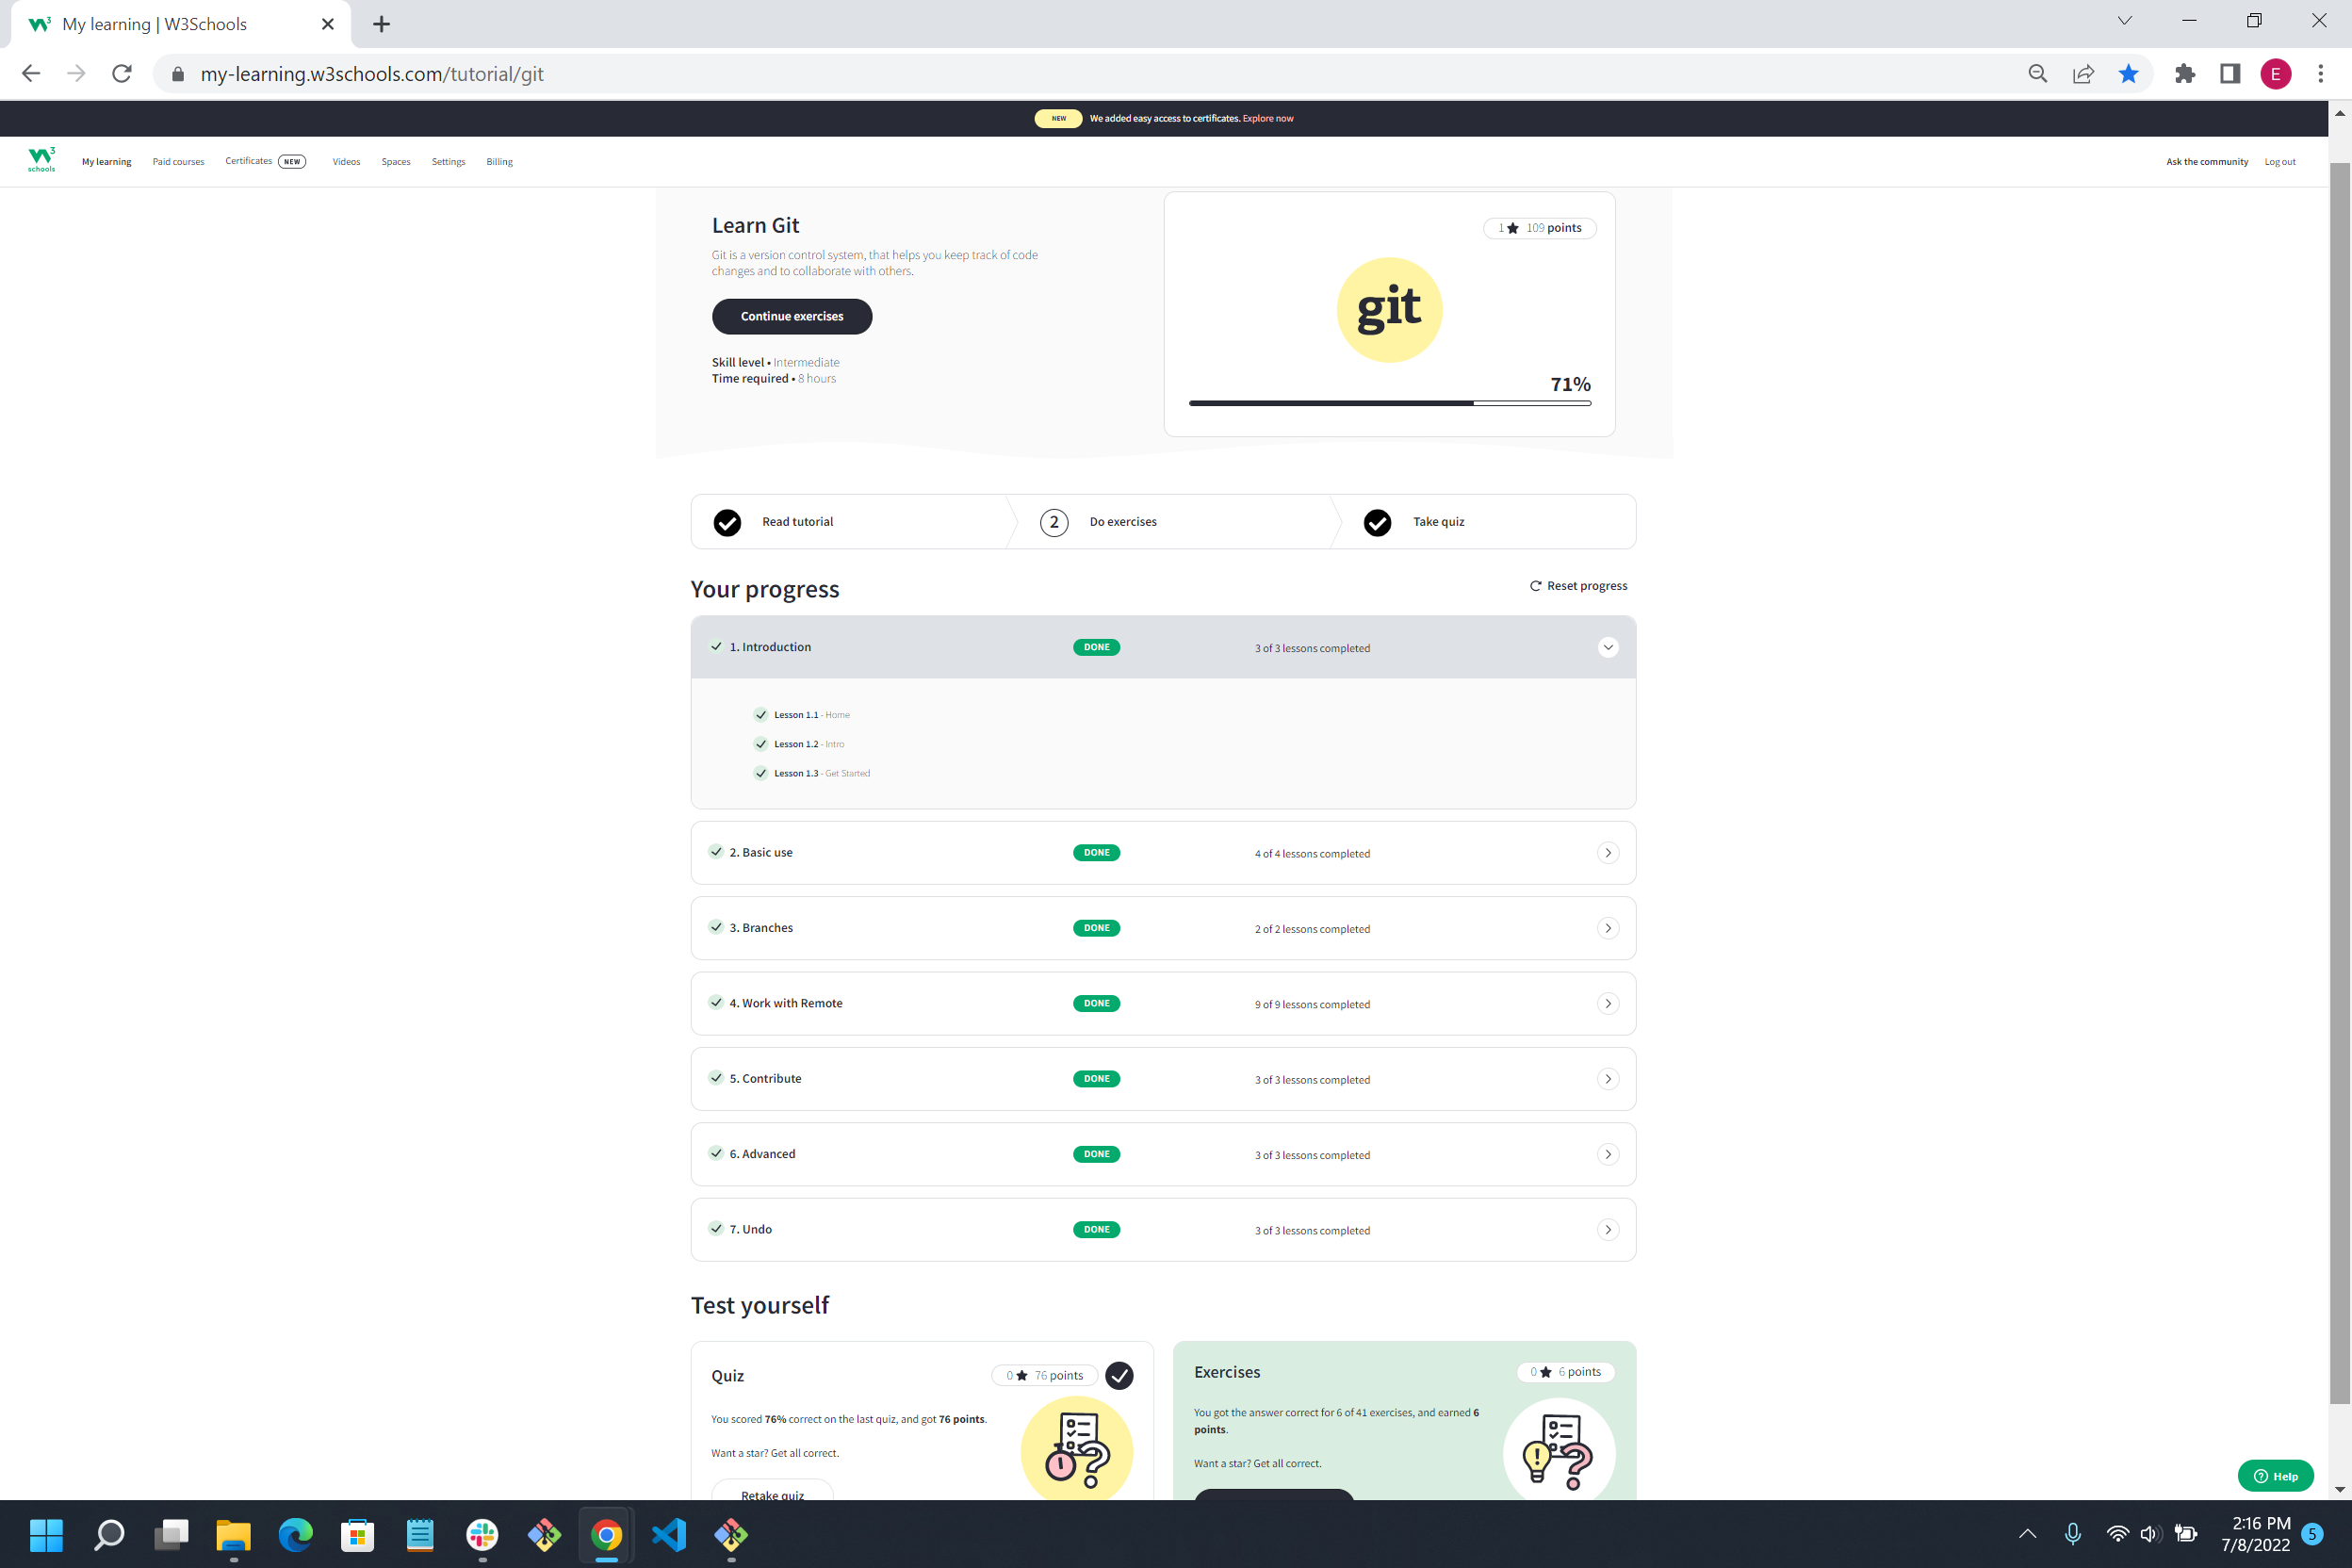 My learning | W3Schools
my-learning.w3schools.com/tutorial/git
E
NEW We added easy access to certificates. Explore now
W3 schools
My learning Paid courses Certificates NEW Videos Spaces Settings Billing Ask the community Log out
Learn Git
Git is a version control system, that helps you keep track of code
changes and to collaborate with others.
Continue exercises
Skill level • Intermediate
Time required • 8 hours
1 109 points
git
71%
Read tutorial
2 Do exercises
Take quiz
Your progress
Reset progress
1. Introduction DONE 3 of 3 lessons completed
Lesson 1.1 - Home
Lesson 1.2 - Intro
Lesson 1.3 - Get Started
2. Basic use DONE 4 of 4 lessons completed
3. Branches DONE 2 of 2 lessons completed
4. Work with Remote DONE 9 of 9 lessons completed
5. Contribute DONE 3 of 3 lessons completed
6. Advanced DONE 3 of 3 lessons completed
7. Undo DONE 3 of 3 lessons completed
Test yourself
Quiz
0 76 points
You scored 76% correct on the last quiz, and got 76 points.
Want a star? Get all correct.
Retake quiz
Exercises
0 6 points
You got the answer correct for 6 of 41 exercises, and earned 6
points.
Want a star? Get all correct.
Help
2:16 PM
7/8/2022
5